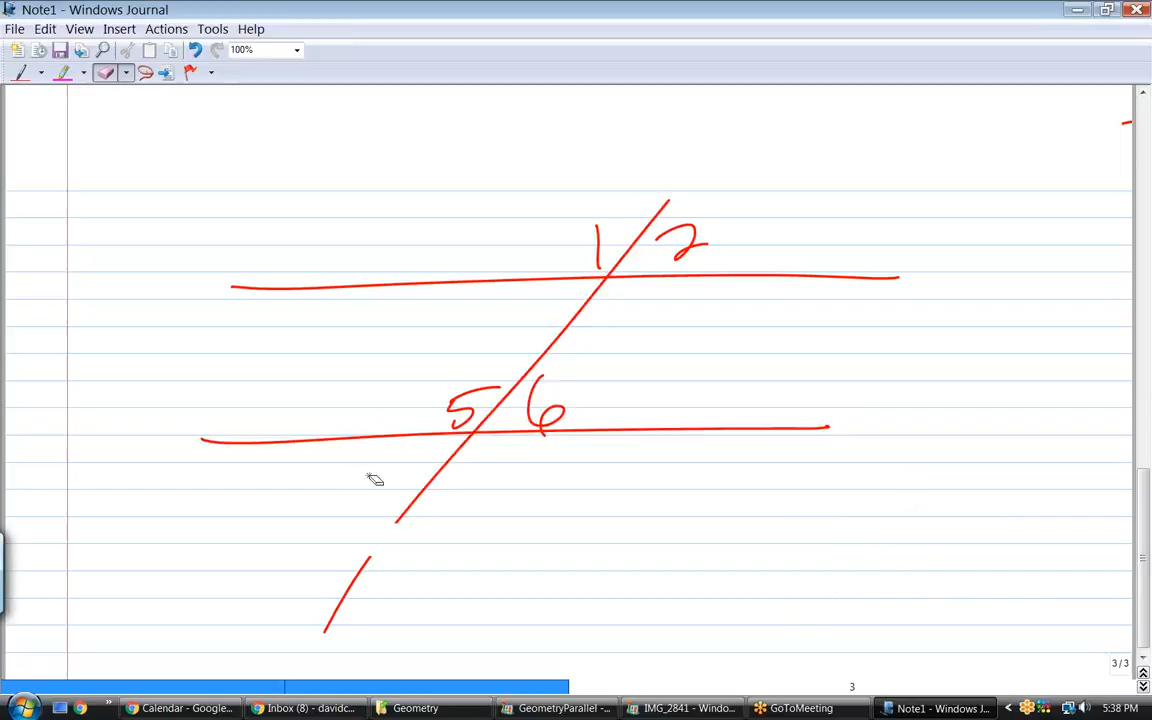 Note1 - Windows Journal
File Edit View Insert Actions Tools Help
100%
1 2
5 6
3/3
3
Calendar - Google... Inbox (8) - davidc... Geometry GeometryParallel -... IMG_2841 - Windo... GoToMeeting Note1 - Windows J... 5:38 PM